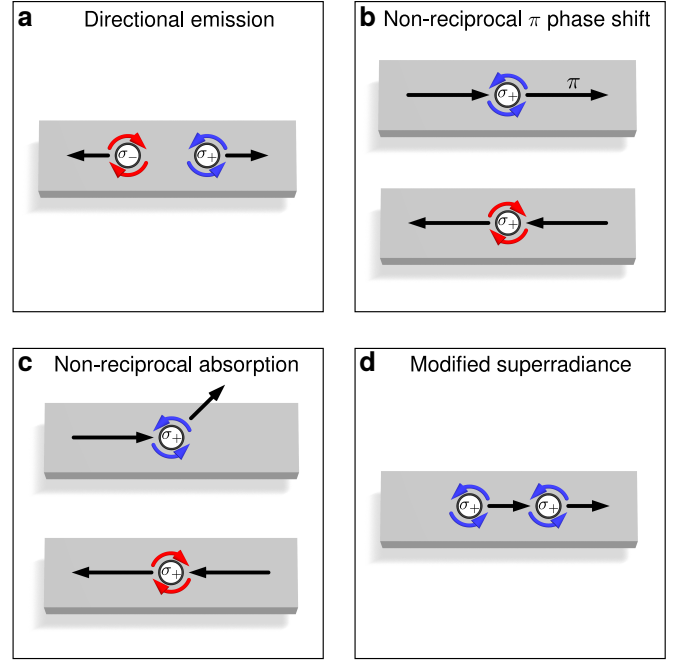 a Directional emission
σ₋ σ₊
b Non-reciprocal π phase shift
σ₊ π
σ₊
c Non-reciprocal absorption
σ₊
σ₊
d Modified superradiance
σ₊ σ₊